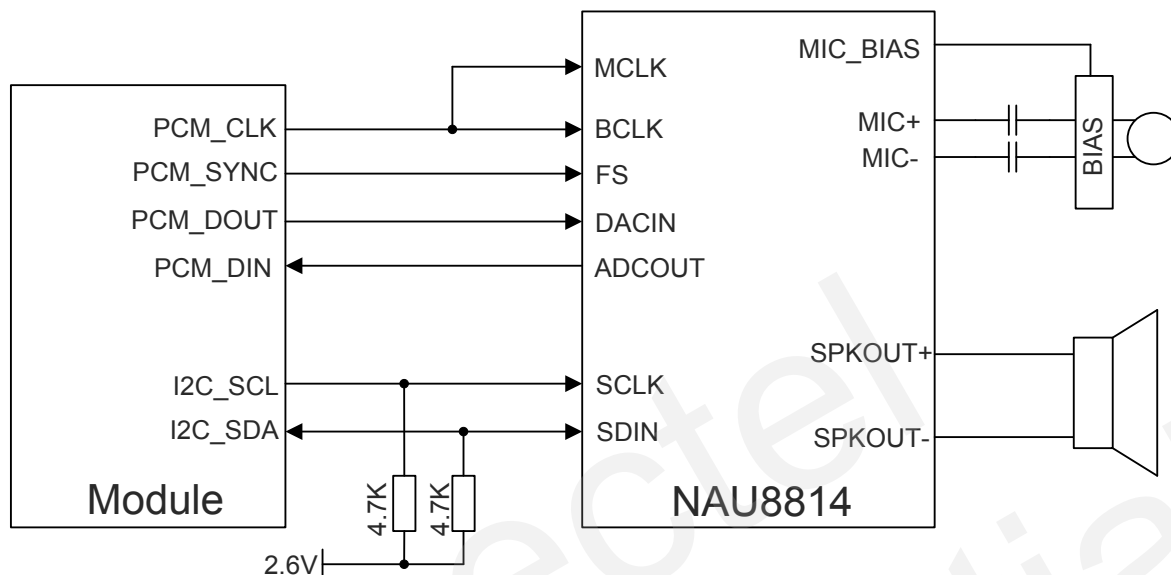 PCM_CLK
PCM_SYNC
PCM_DOUT
PCM_DIN
I2C_SCL
I2C_SDA
Module
4.7K
4.7K
2.6V
MCLK
BCLK
FS
DACIN
ADCOUT
SCLK
SDIN
MIC_BIAS
MIC+
MIC-
SPKOUT+
SPKOUT-
NAU8814
BIAS